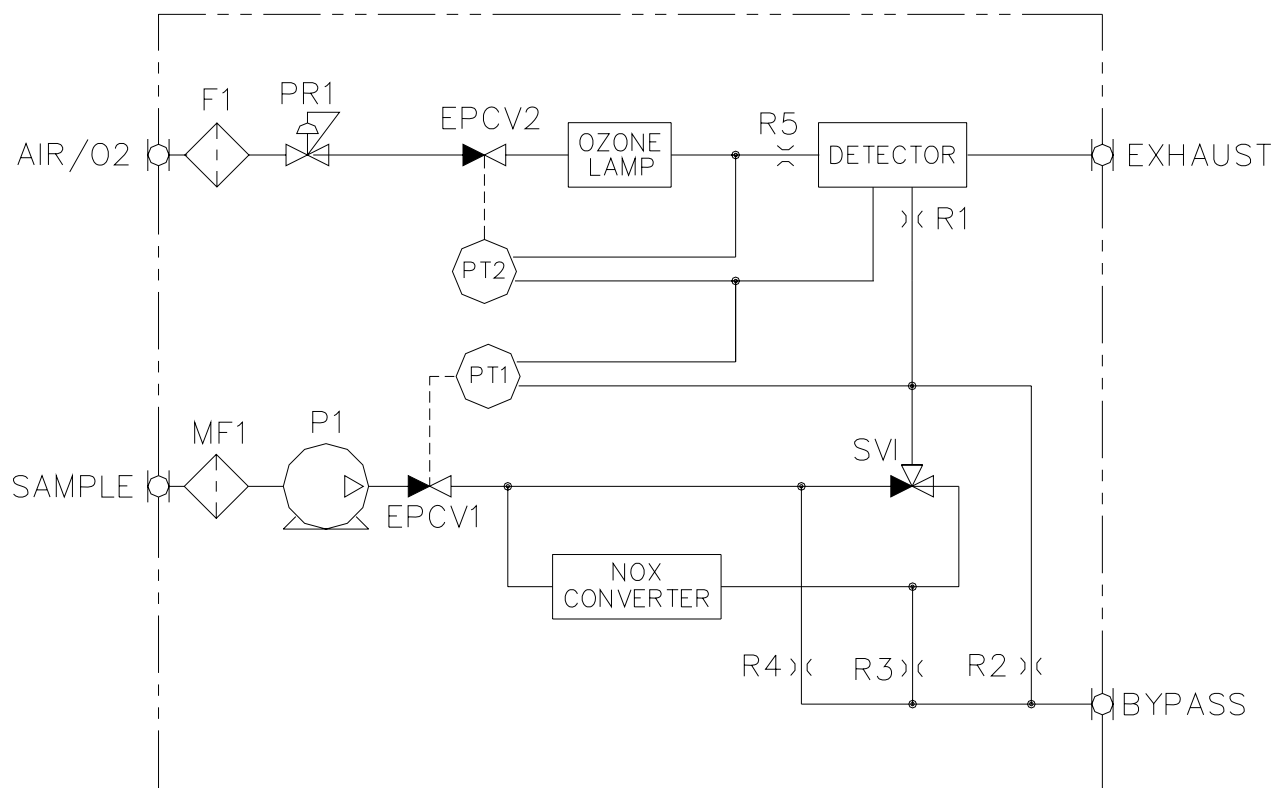 F1
PR1
EPCV2
OZONE
LAMP
R5
DETECTOR
AIR/O2
EXHAUST
R1
PT2
PT1
MF1
P1
SV1
SAMPLE
EPCV1
NOX
CONVERTER
R4
R3
R2
BYPASS